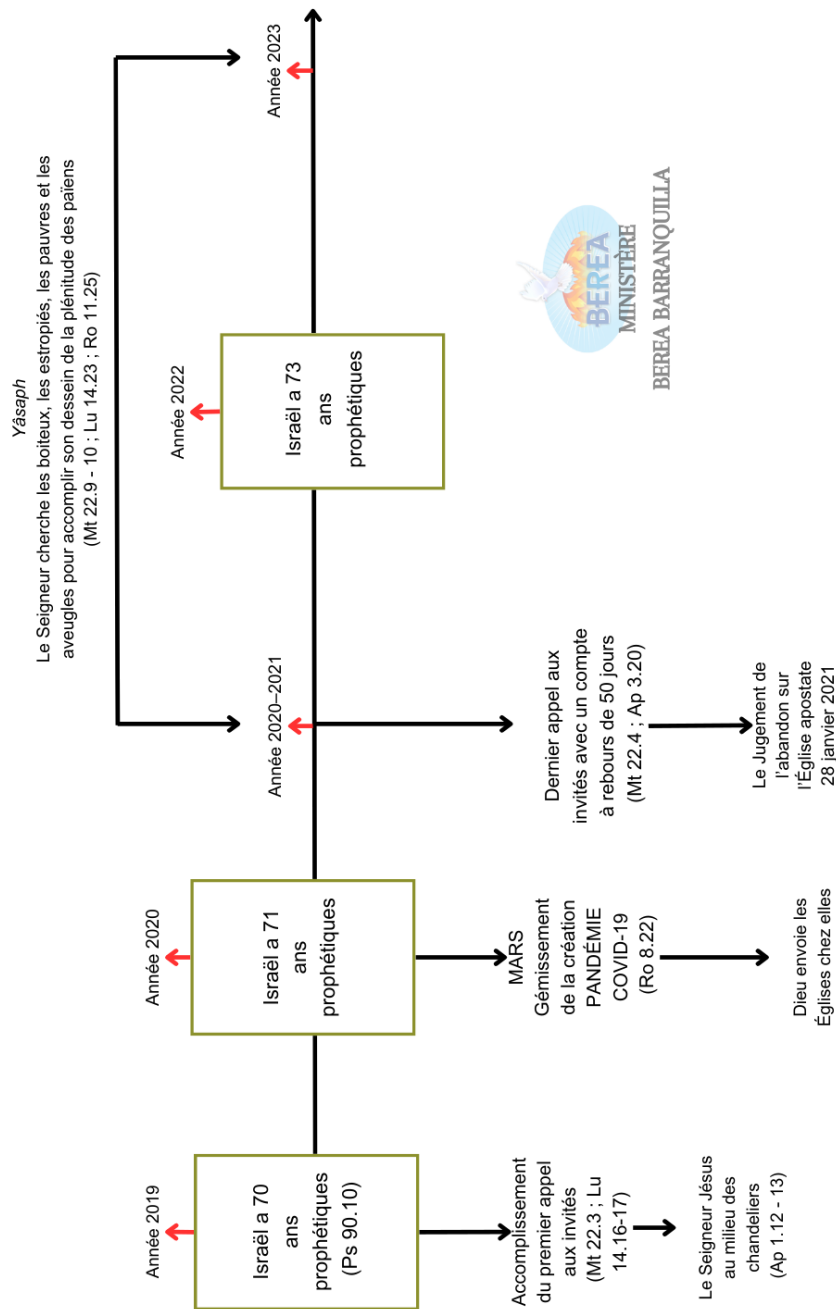 Yâsaph
Le Seigneur cherche les boiteux, les estropiés, les pauvres et les
aveugles pour accomplir son dessein de la plénitude des païens
(Mt 22.9 - 10 ; Lu 14.23 ; Ro 11.25)
Année 2019
Israël a 70
ans
prophétiques
(Ps 90.10)
Accomplissement
du premier appel
aux invités
(Mt 22.3 ; Lu
14.16-17)
Le Seigneur Jésus
au milieu des
chandeliers
(Ap 1.12 - 13)
Année 2020
Israël a 71
ans
prophétiques
MARS
Gémissement
de la création
PANDÉMIE
COVID-19
(Ro 8.22)
Dieu envoie les
Églises chez elles
Année 2020–2021
Dernier appel aux
invités avec un compte
à rebours de 50 jours
(Mt 22.4 ; Ap 3.20)
Le Jugement de
l'abandon sur
l'Église apostate
28 janvier 2021
Année 2022
Israël a 73
ans
prophétiques
Année 2023
BEREA
MINISTÈRE
BEREA BARRANQUILLA